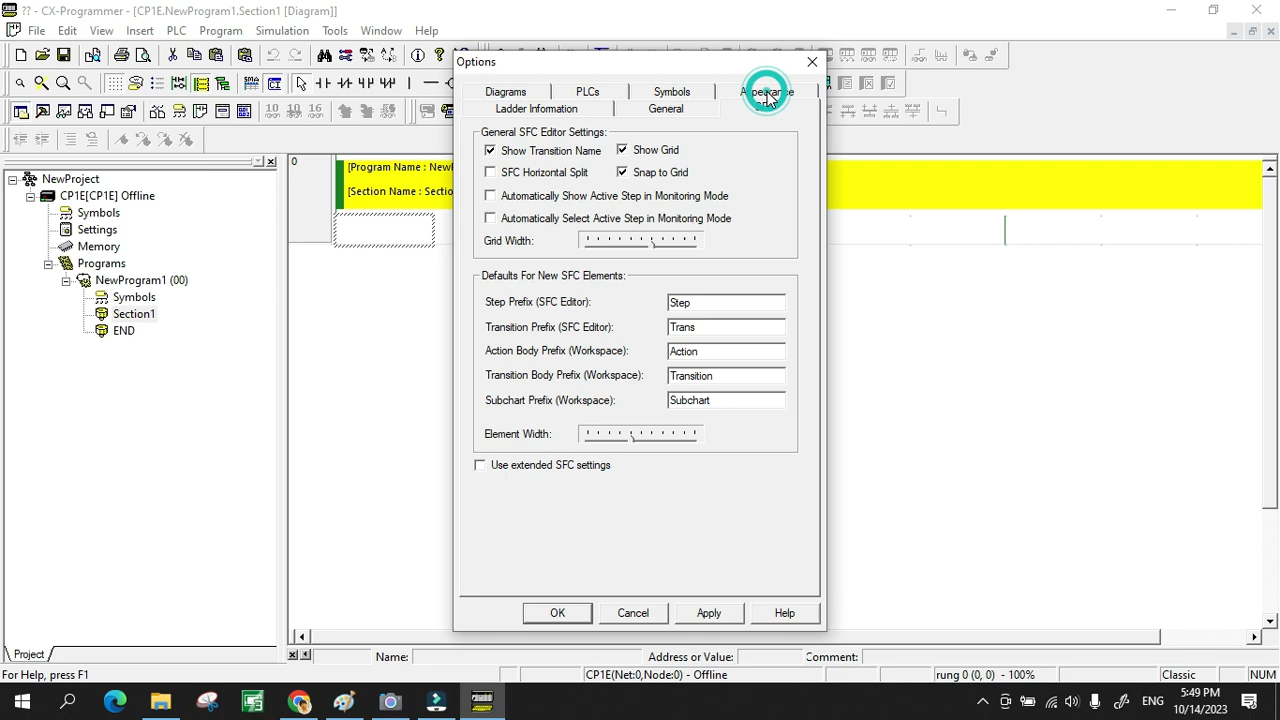 ?? - CX-Programmer - [CP1E.NewProgram1.Section1 [Diagram]]
File Edit View Insert PLC Program Simulation Tools Window Help
Options
Diagrams PLCs Symbols Appearance
Ladder Information General
General SFC Editor Settings:
Show Transition Name Show Grid
SFC Horizontal Split Snap to Grid
Automatically Show Active Step in Monitoring Mode
Automatically Select Active Step in Monitoring Mode
Grid Width:
Defaults For New SFC Elements:
Step Prefix (SFC Editor): Step
Transition Prefix (SFC Editor): Trans
Action Body Prefix (Workspace): Action
Transition Body Prefix (Workspace): Transition
Subchart Prefix (Workspace): Subchart
Element Width:
Use extended SFC settings
OK Cancel Apply Help
NewProject
CP1E[CP1E] Offline
Symbols
Settings
Memory
Programs
NewProgram1 (00)
Symbols
Section1
END
Project
0
[Program Name : New
[Section Name : Sectio
Name: Address or Value: Comment:
For Help, press F1
CP1E(Net:0,Node:0) - Offline
rung 0 (0, 0) - 100%
Classic
NUM
ENG
5:49 PM
10/14/2023